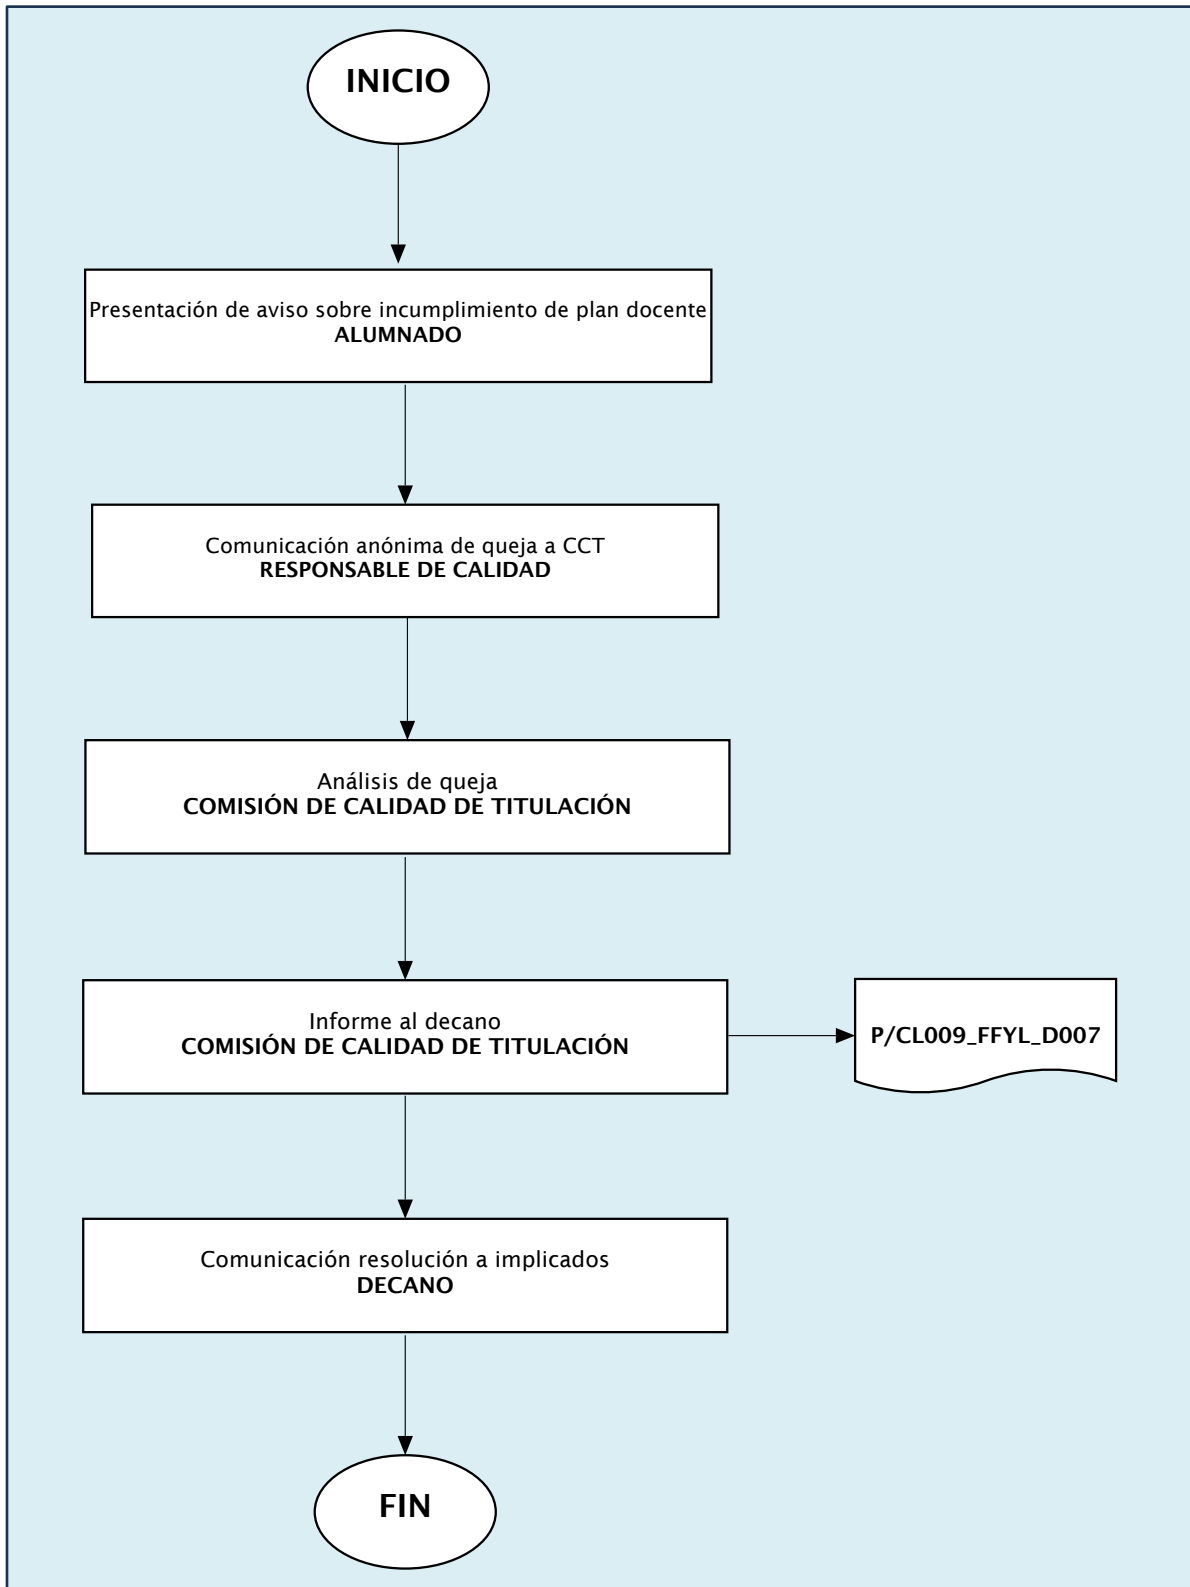 INICIO
Presentación de aviso sobre incumplimiento de plan docente
ALUMNADO
Comunicación anónima de queja a CCT
RESPONSABLE DE CALIDAD
Análisis de queja
COMISIÓN DE CALIDAD DE TITULACIÓN
Informe al decano
COMISIÓN DE CALIDAD DE TITULACIÓN
P/CL009_FFYL_D007
Comunicación resolución a implicados
DECANO
FIN